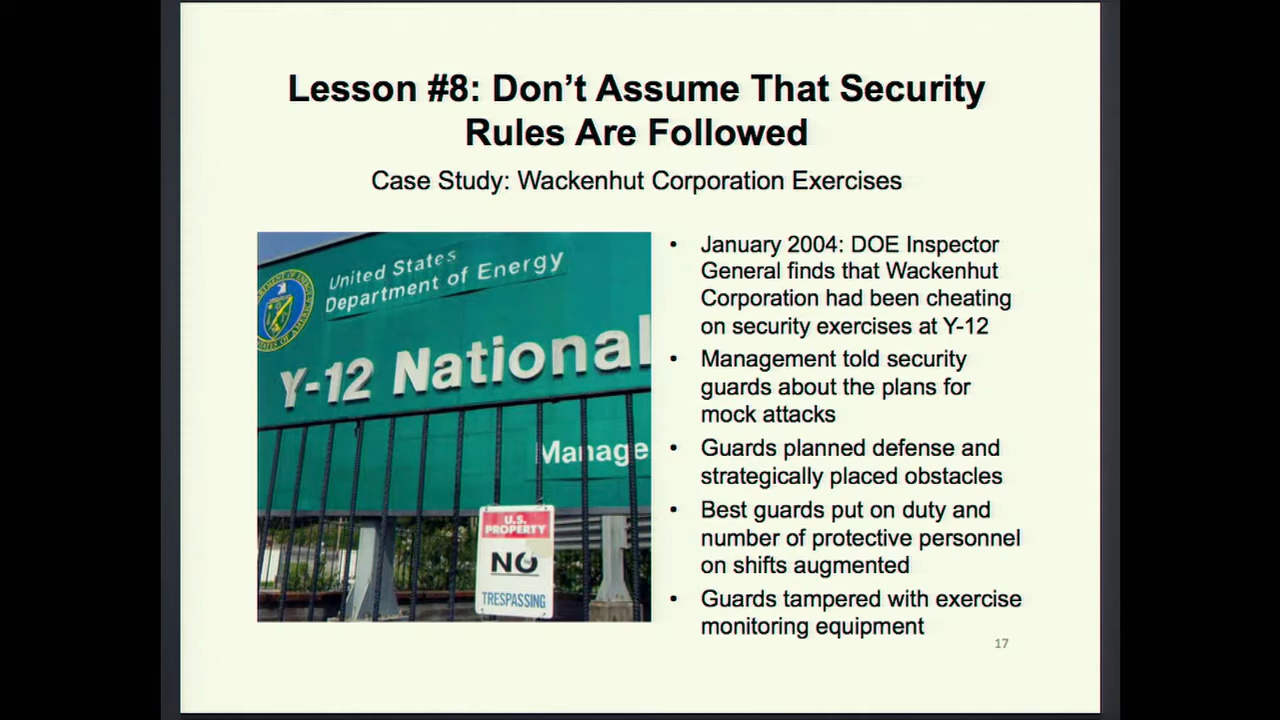 Lesson #8: Don’t Assume That Security
Rules Are Followed
Case Study: Wackenhut Corporation Exercises
United States
Department of Energy
Y-12 National
Manage
U.S.
PROPERTY
NO
TRESPASSING
• January 2004: DOE Inspector
General finds that Wackenhut
Corporation had been cheating
on security exercises at Y-12
• Management told security
guards about the plans for
mock attacks
• Guards planned defense and
strategically placed obstacles
• Best guards put on duty and
number of protective personnel
on shifts augmented
• Guards tampered with exercise
monitoring equipment
17